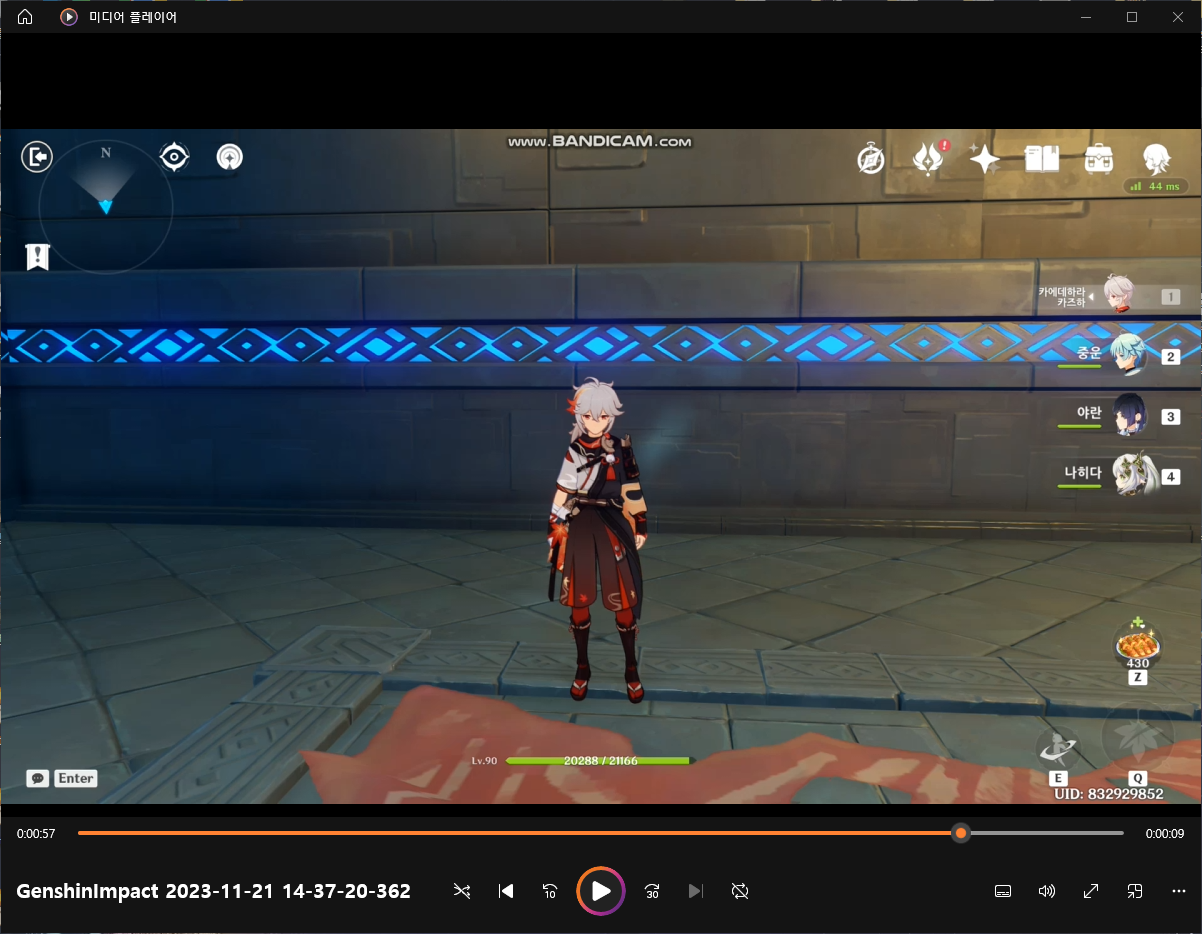 미디어 플레이어
www.BANDICAM.com
N
!
44 ms
!
카에데하라
카즈하
1
중운
2
야란
3
나히다
4
430
Z
Lv.90
20288 / 21166
Enter
E
Q
UID: 832929852
0:00:57
0:00:09
GenshinImpact 2023-11-21 14-37-20-362
10
30